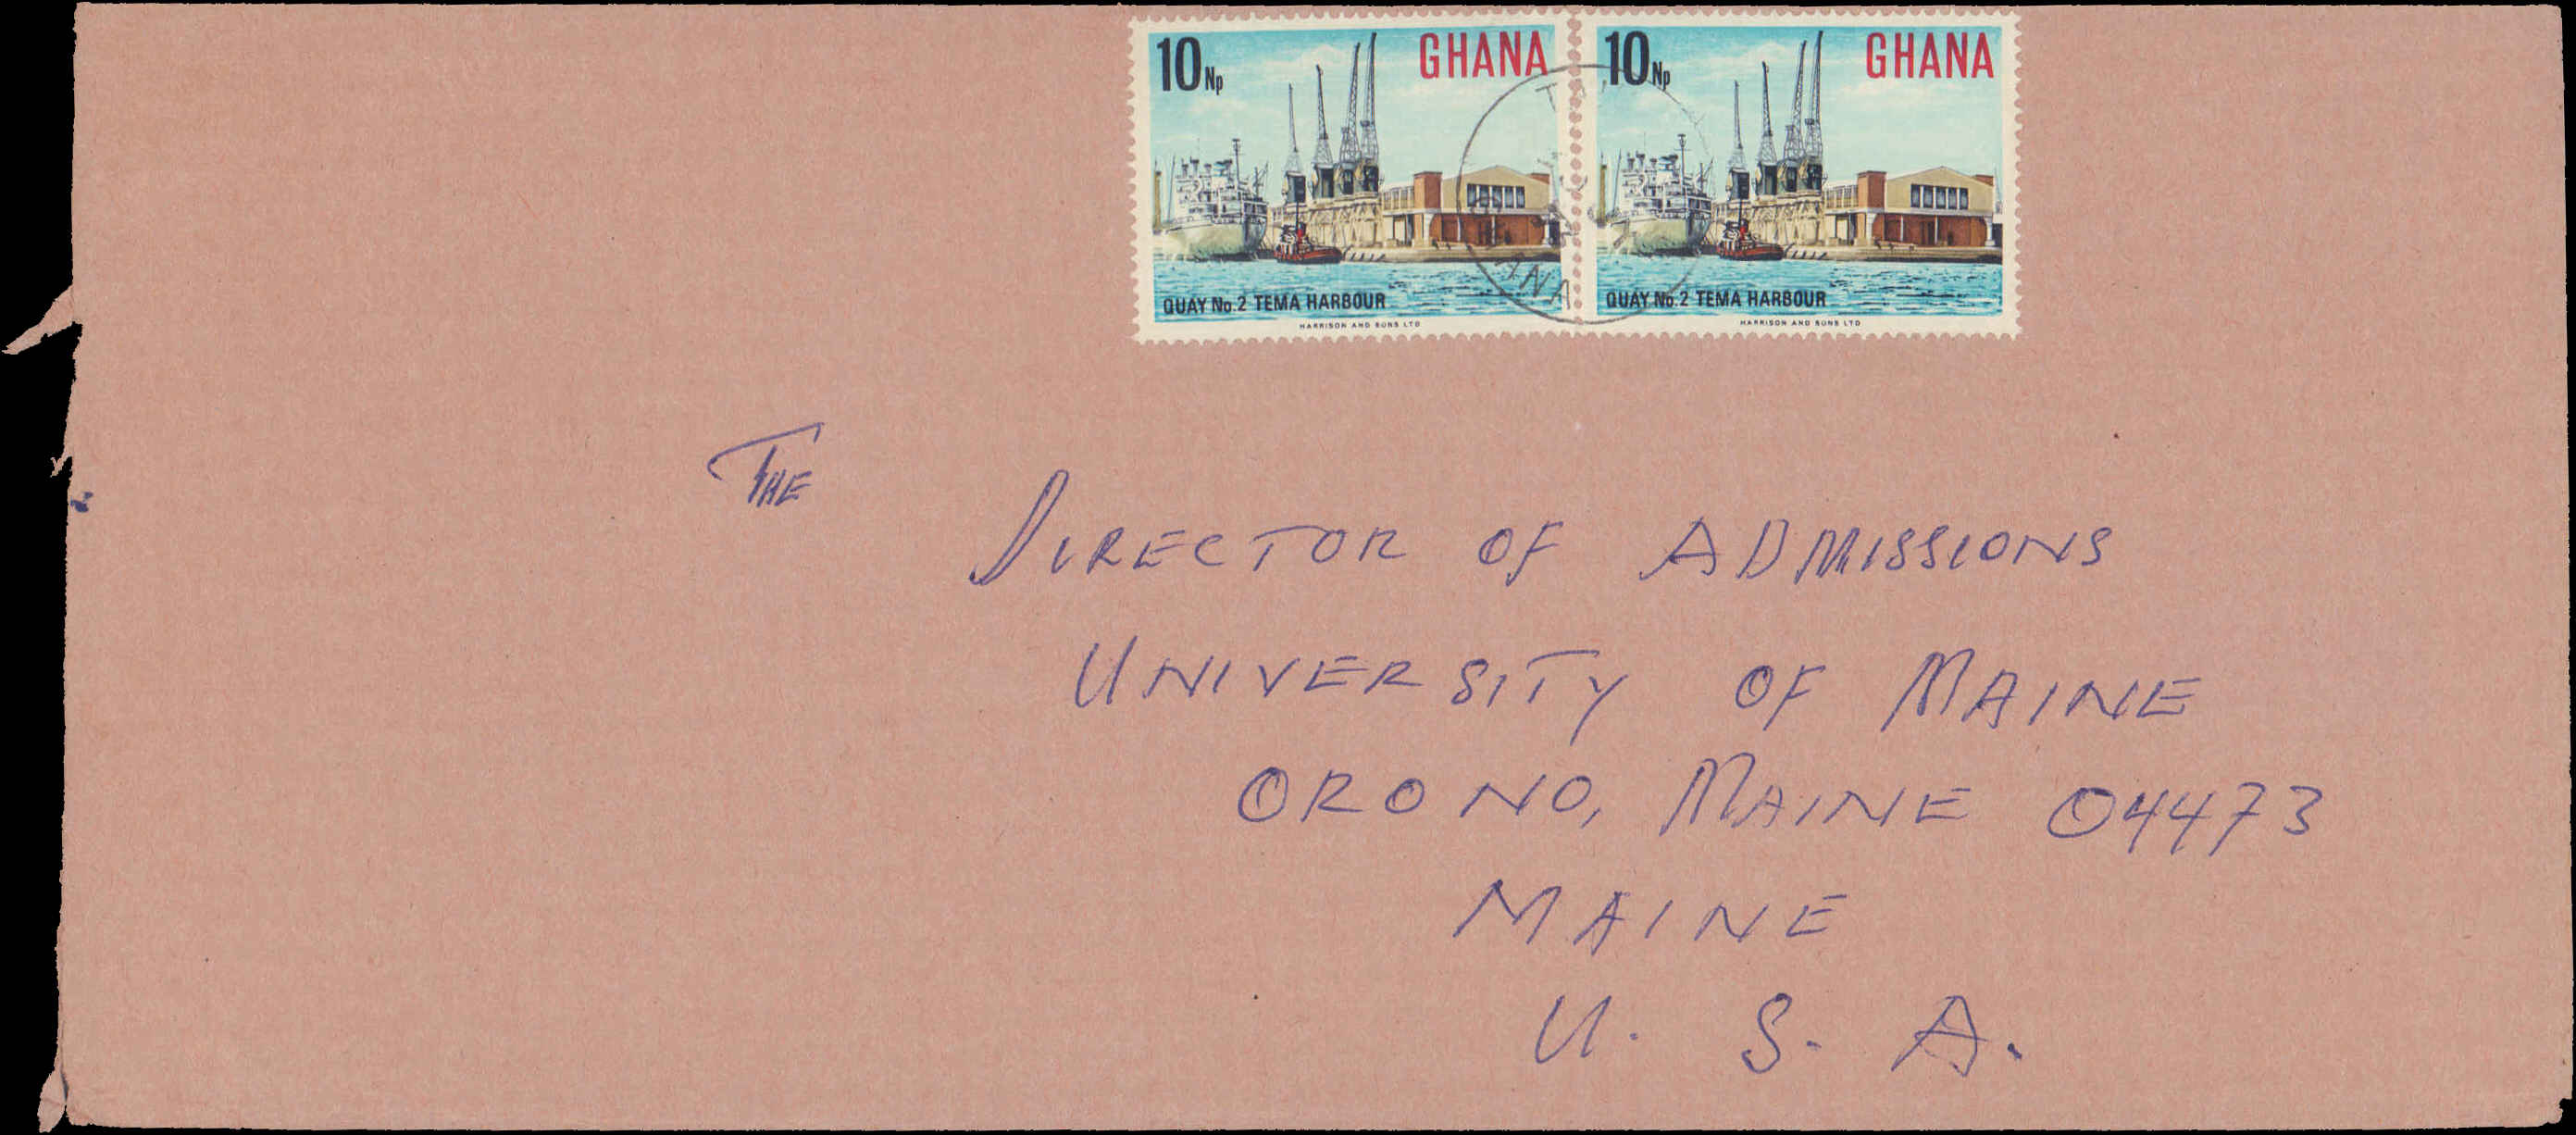 10Np GHANA
QUAY No.2 TEMA HARBOUR
HARRISON AND SONS LTD
10Np GHANA
QUAY No.2 TEMA HARBOUR
HARRISON AND SONS LTD
THE
DIRECTOR OF ADMISSIONS
UNIVERSITY OF MAINE
ORONO, MAINE 04473
MAINE
U. S. A.